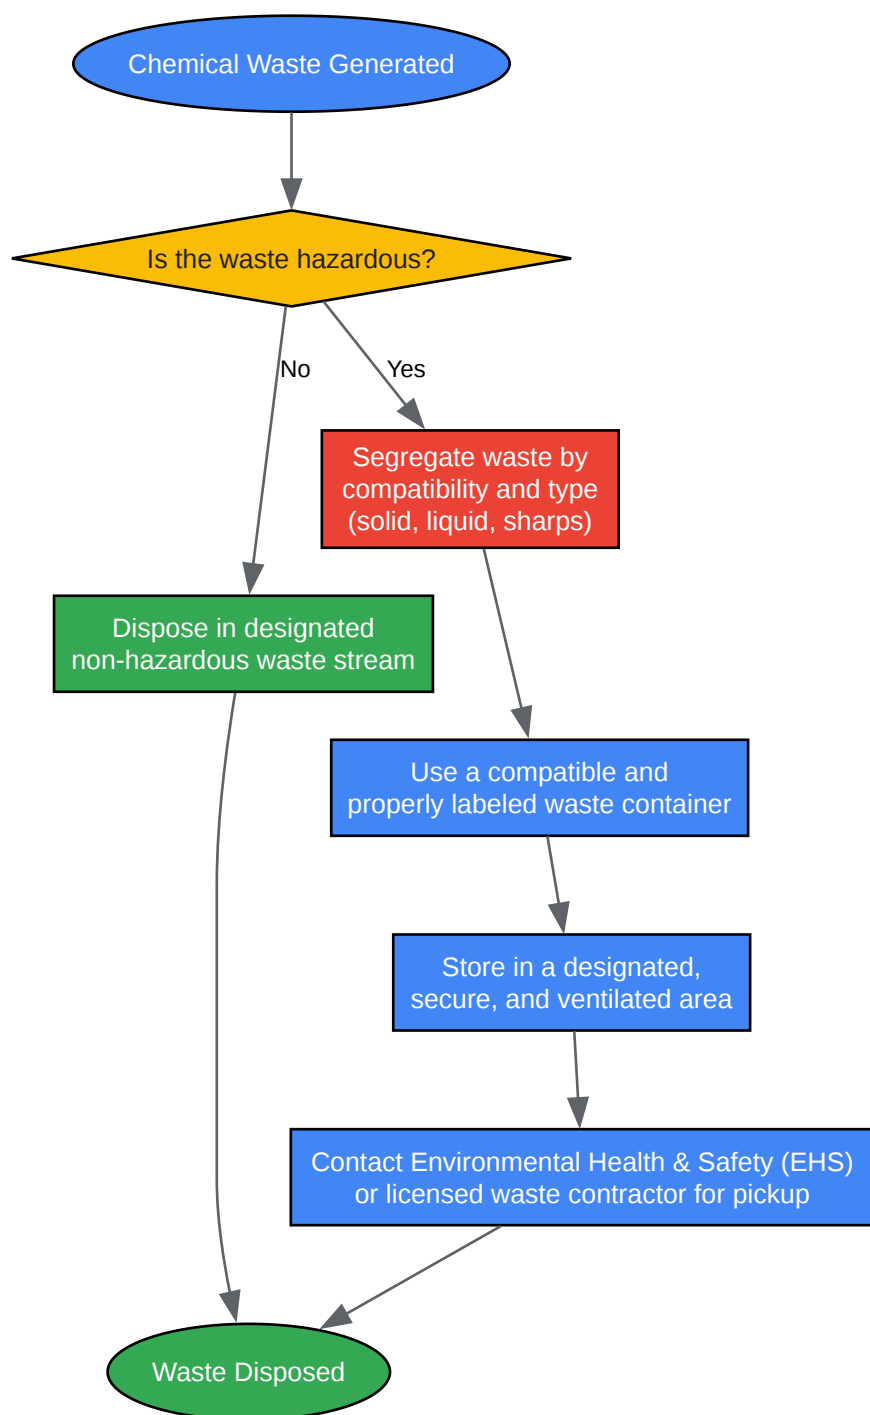 Chemical Waste Generated
Is the waste hazardous?
No
Yes
Segregate waste by
compatibility and type
(solid, liquid, sharps)
Dispose in designated
non-hazardous waste stream
Use a compatible and
properly labeled waste container
Store in a designated,
secure, and ventilated area
Contact Environmental Health & Safety (EHS)
or licensed waste contractor for pickup
Waste Disposed